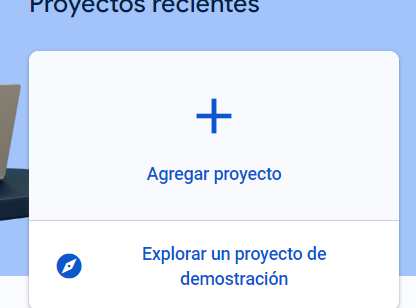 Proyectos recientes
Agregar proyecto
Explorar un proyecto de
demostración